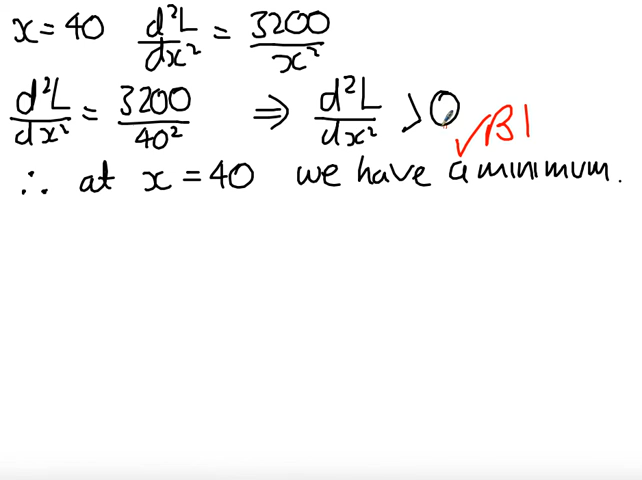 x = 40 d²L/dx² = 3200/x²
d²L/dx² = 3200/40² ⇒ d²L/dx² > 0 ✓B1
∴ at x = 40 we have a minimum.